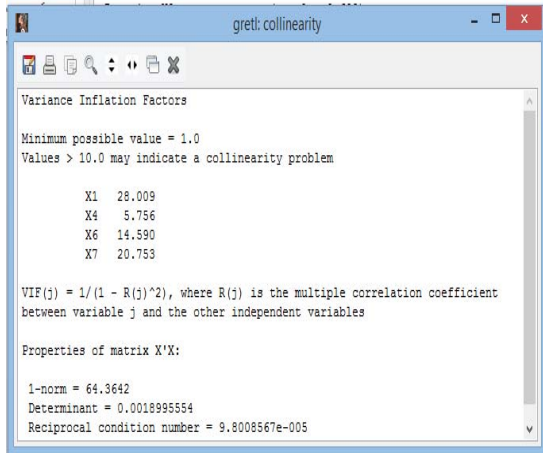 gretl: collinearity
Variance Inflation Factors
Minimum possible value = 1.0
Values > 10.0 may indicate a collinearity problem
X1 28.009
X4 5.756
X6 14.590
X7 20.753
VIF(j) = 1/(1 - R(j)^2), where R(j) is the multiple correlation coefficient
between variable j and the other independent variables
Properties of matrix X'X:
1-norm = 64.3642
Determinant = 0.0018995554
Reciprocal condition number = 9.8008567e-005